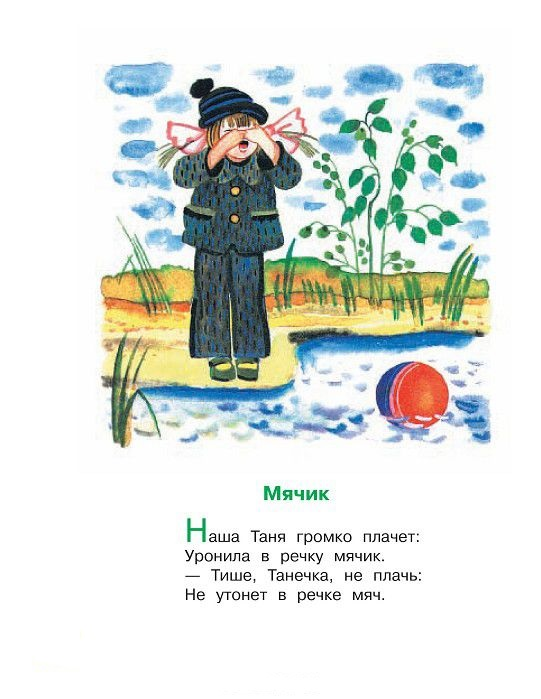 Мячик
Наша Таня громко плачет:
Уронила в речку мячик.
— Тише, Танечка, не плачь:
Не утонет в речке мяч.